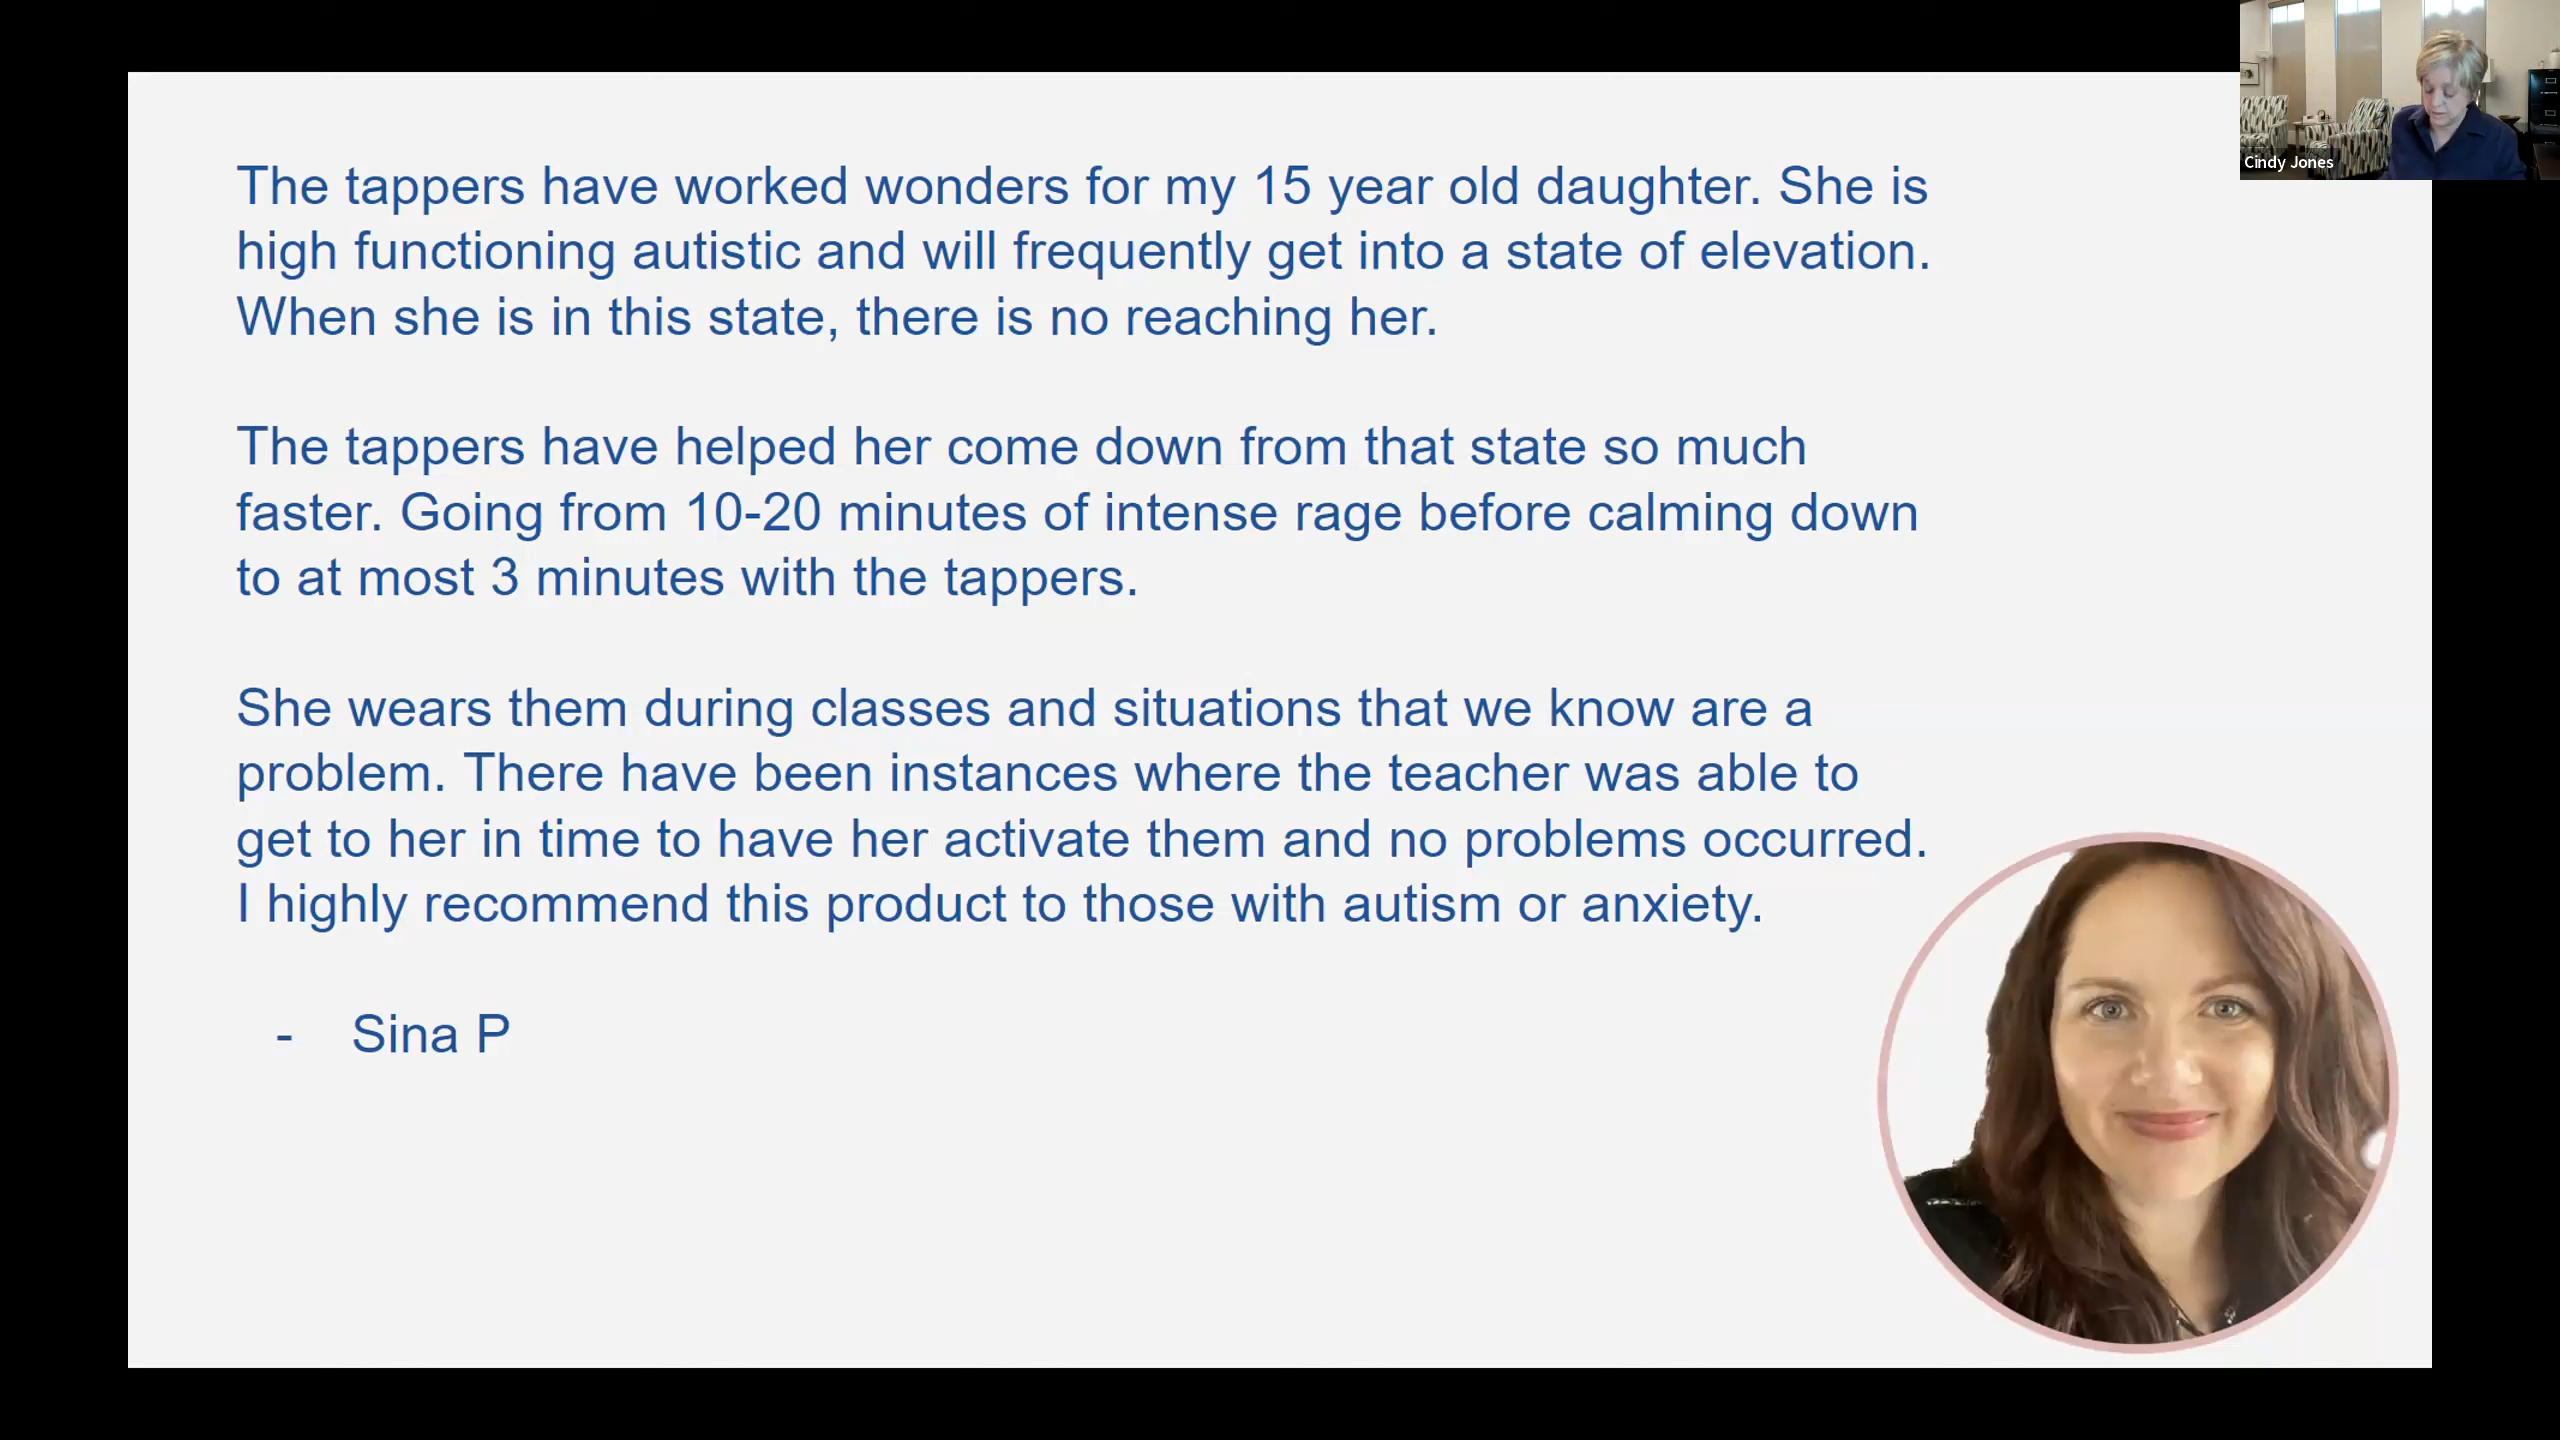 The tappers have worked wonders for my 15 year old daughter. She is
high functioning autistic and will frequently get into a state of elevation.
When she is in this state, there is no reaching her.
The tappers have helped her come down from that state so much
faster. Going from 10-20 minutes of intense rage before calming down
to at most 3 minutes with the tappers.
She wears them during classes and situations that we know are a
problem. There have been instances where the teacher was able to
get to her in time to have her activate them and no problems occurred.
I highly recommend this product to those with autism or anxiety.
- Sina P
Cindy Jones